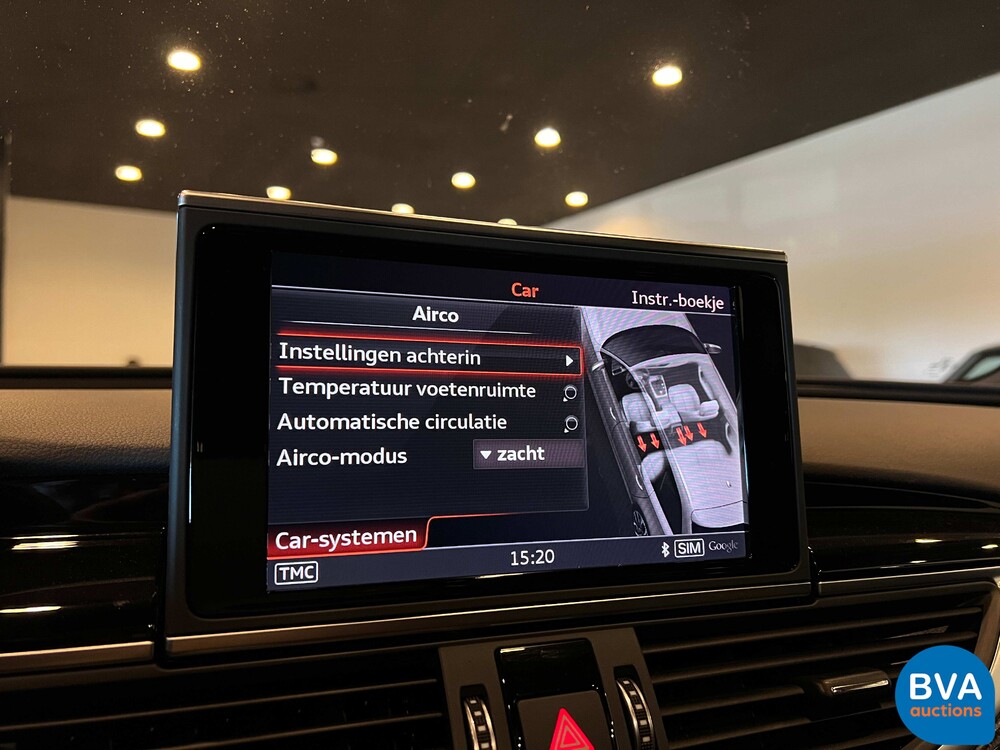 Car
Instr.-boekje
Airco
Instellingen achterin
Temperatuur voetenruimte
Automatische circulatie
Airco-modus
zacht
Car-systemen
TMC
15:20
SIM
Google
BVA
auctions